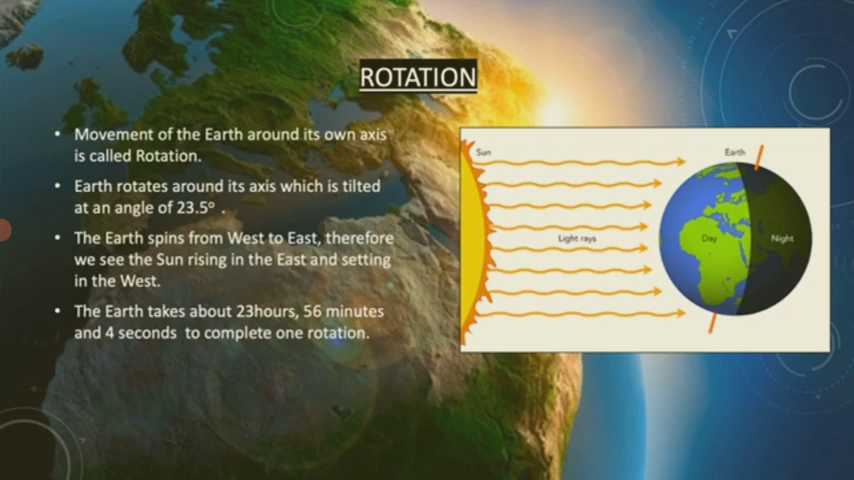 ROTATION
• Movement of the Earth around its own axis
is called Rotation.
• Earth rotates around its axis which is tilted
at an angle of 23.5° .
• The Earth spins from West to East, therefore
we see the Sun rising in the East and setting
in the West.
• The Earth takes about 23hours, 56 minutes
and 4 seconds to complete one rotation.
Sun
Earth
Light rays
Day
Night